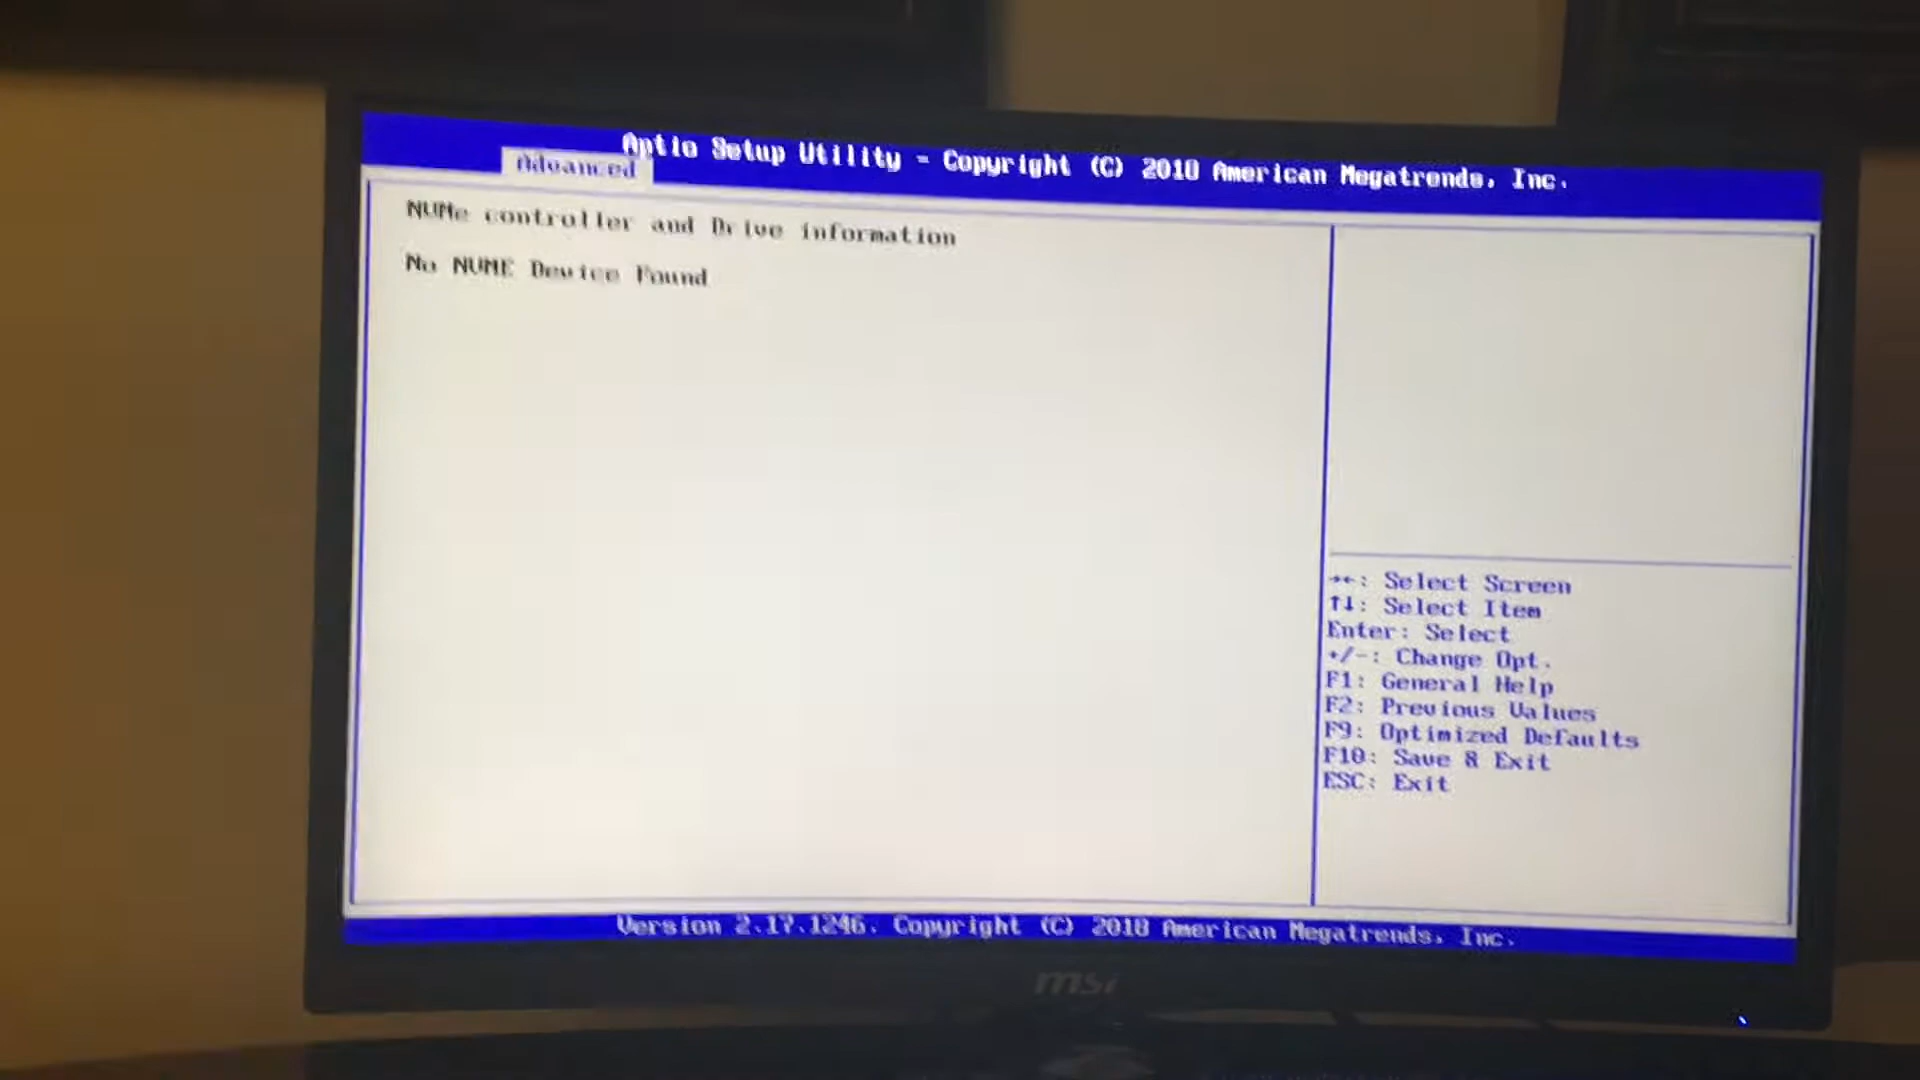 Aptio Setup Utility - Copyright (C) 2018 American Megatrends, Inc.
Advanced
NVMe controller and Drive information
No NVME Device Found
→←: Select Screen
↑↓: Select Item
Enter: Select
+/-: Change Opt.
F1: General Help
F2: Previous Values
F9: Optimized Defaults
F10: Save & Exit
ESC: Exit
Version 2.17.1246. Copyright (C) 2018 American Megatrends, Inc.
msi